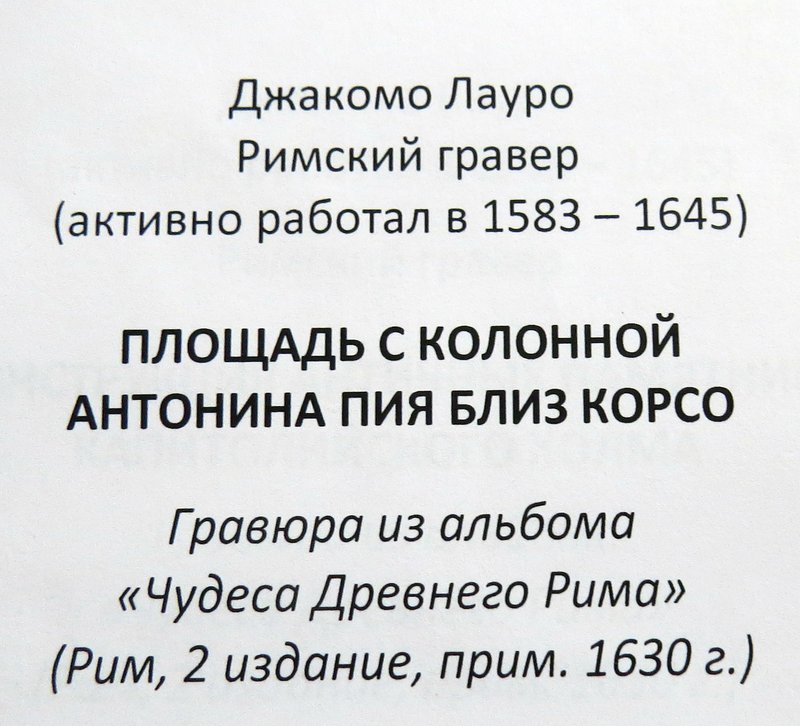 Джакомо Лауро
Римский гравер
(активно работал в 1583 – 1645)
ПЛОЩАДЬ С КОЛОННОЙ
АНТОНИНА ПИЯ БЛИЗ КОРСО
Гравюра из альбома
«Чудеса Древнего Рима»
(Рим, 2 издание, прим. 1630 г.)